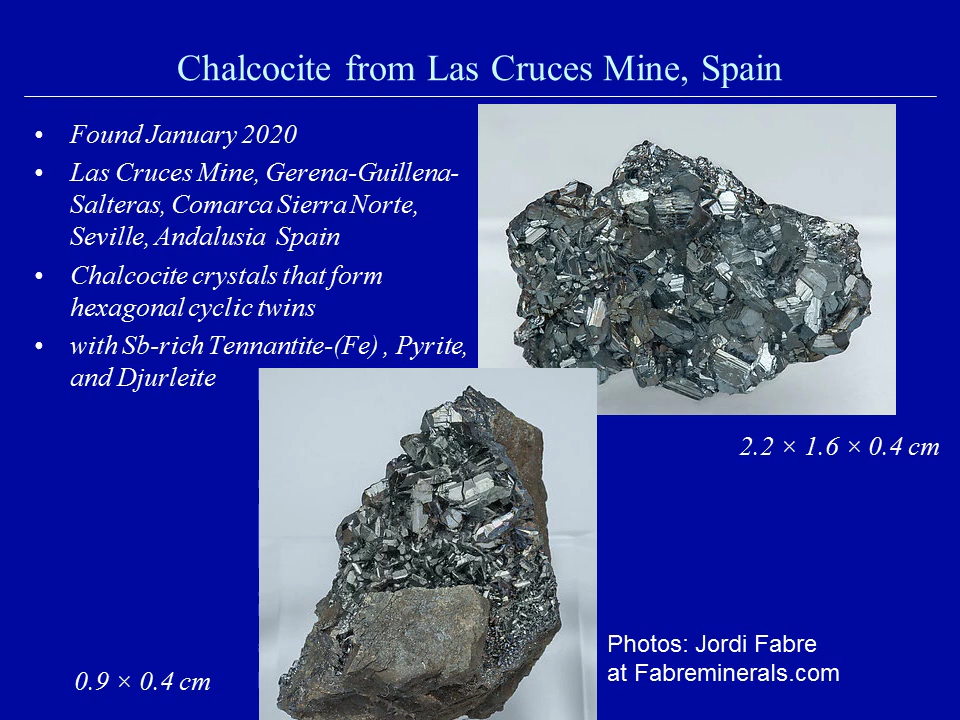 Chalcocite from Las Cruces Mine, Spain
• Found January 2020
• Las Cruces Mine, Gerena-Guillena-
Salteras, Comarca Sierra Norte,
Seville, Andalusia Spain
• Chalcocite crystals that form
hexagonal cyclic twins
• with Sb-rich Tennantite-(Fe) , Pyrite,
and Djurleite
2.2 × 1.6 × 0.4 cm
0.9 × 0.4 cm
Photos: Jordi Fabre
at Fabreminerals.com